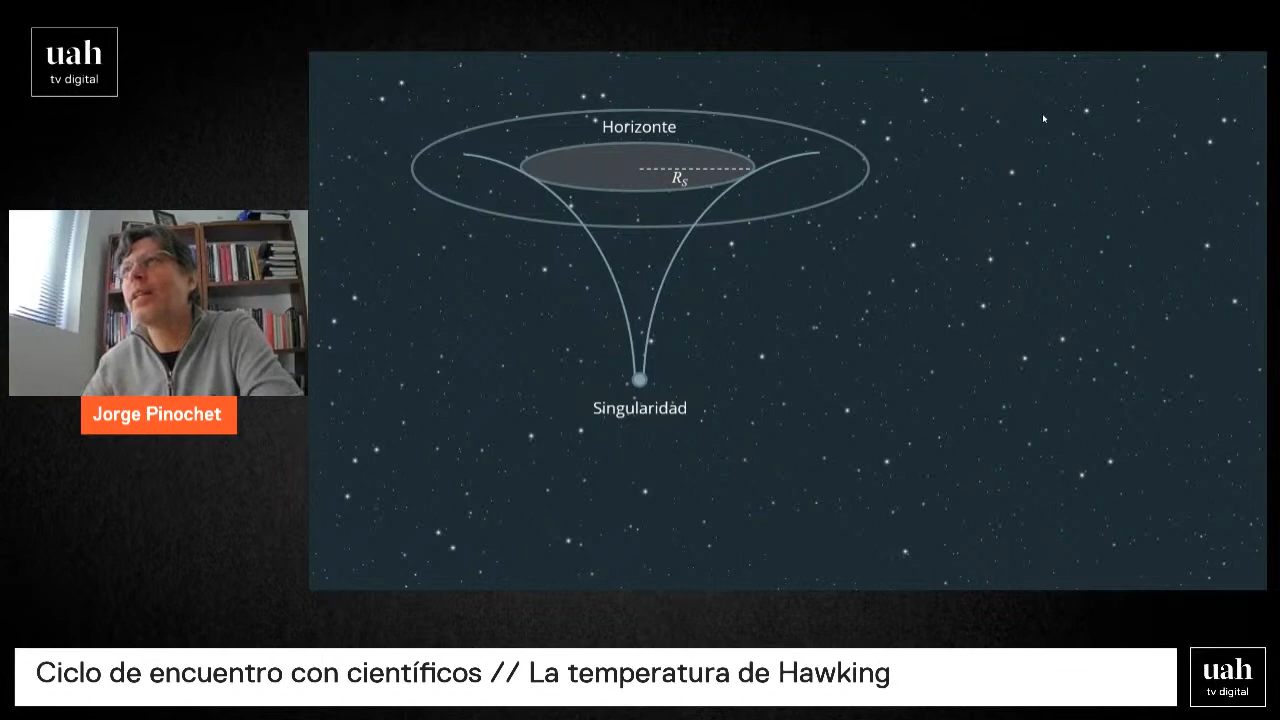 uah
tv digital
Horizonte
R_S
Singularidad
Jorge Pinochet
Ciclo de encuentro con científicos // La temperatura de Hawking
uah
tv digital